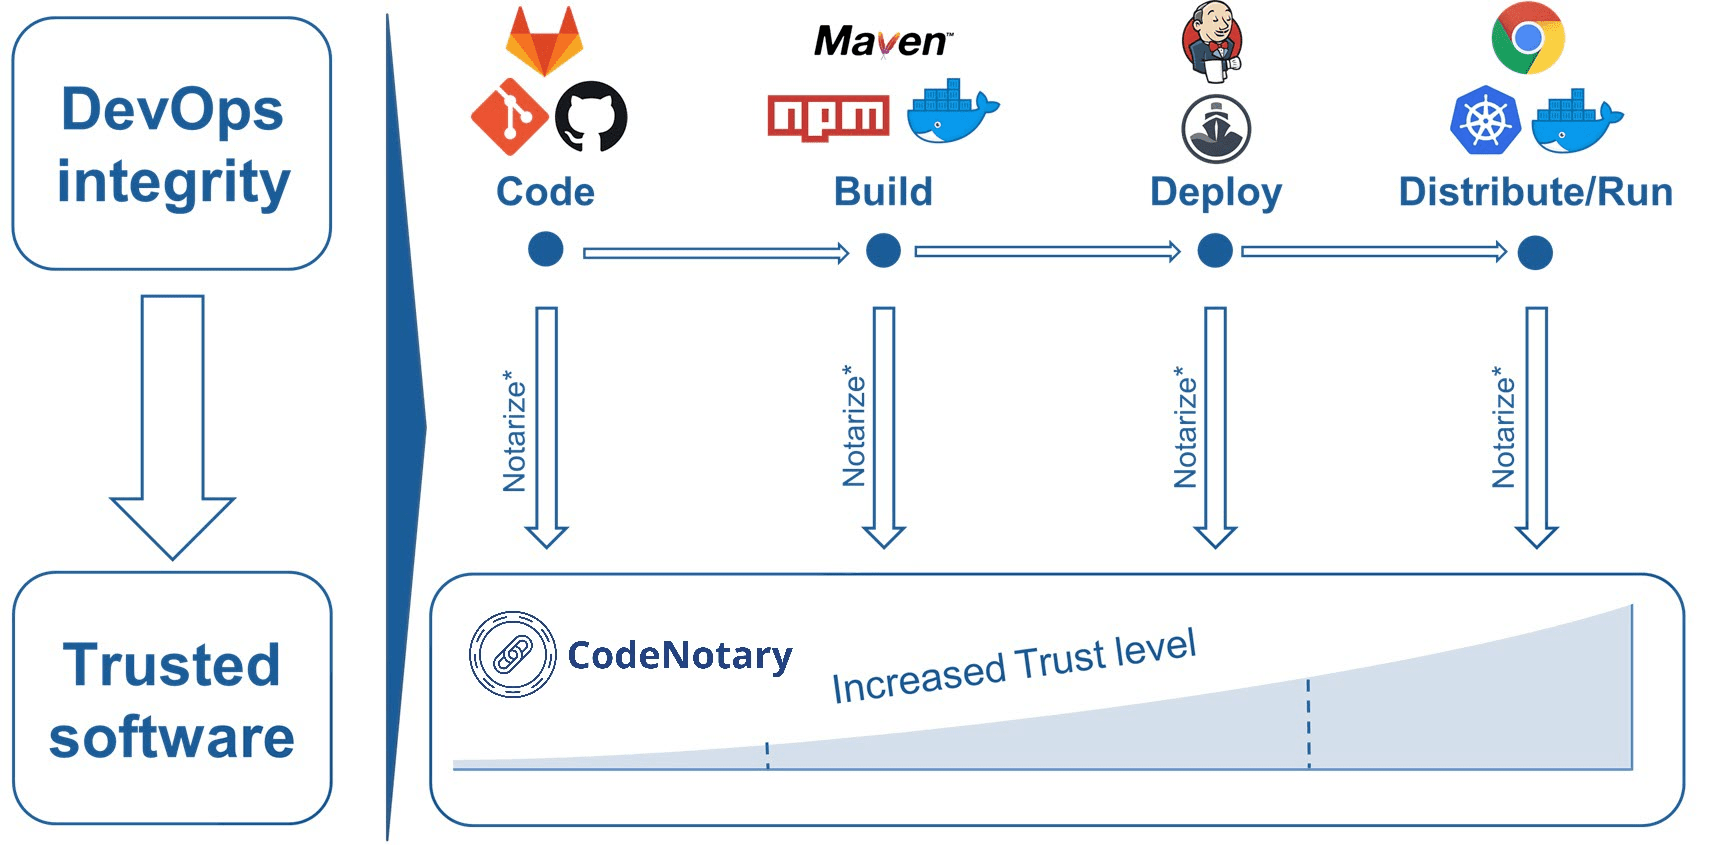 DevOps
integrity
Trusted
software
Maven™
npm
Code
Build
Deploy
Distribute/Run
Notarize*
Notarize*
Notarize*
Notarize*
CodeNotary
Increased Trust level